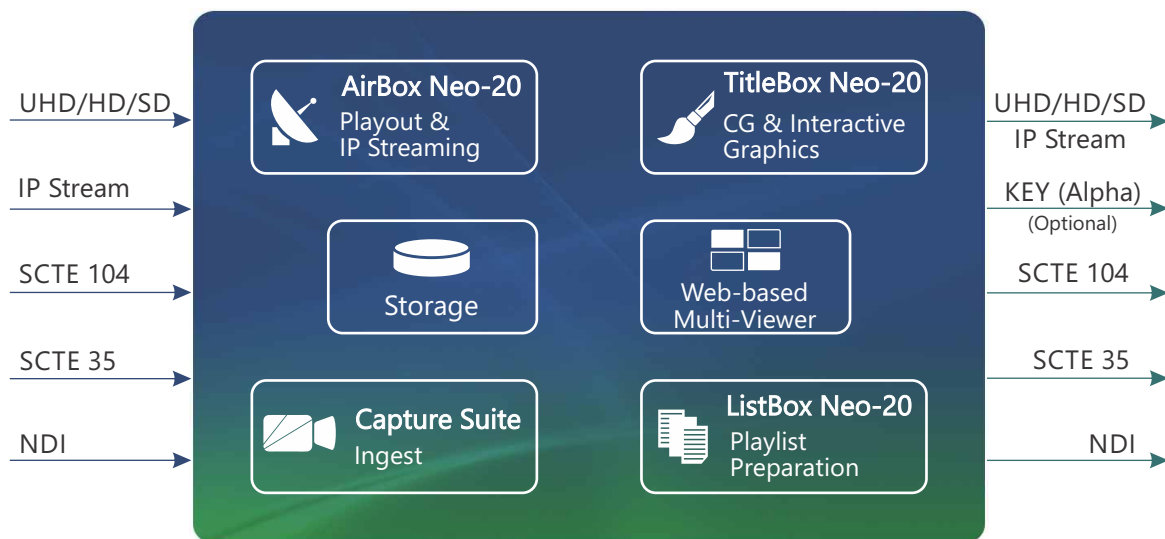 UHD/HD/SD
IP Stream
SCTE 104
SCTE 35
NDI
AirBox Neo-20
Playout &
IP Streaming
TitleBox Neo-20
CG & Interactive
Graphics
Storage
Web-based
Multi-Viewer
Capture Suite
Ingest
ListBox Neo-20
Playlist
Preparation
UHD/HD/SD
IP Stream
KEY (Alpha)
(Optional)
SCTE 104
SCTE 35
NDI